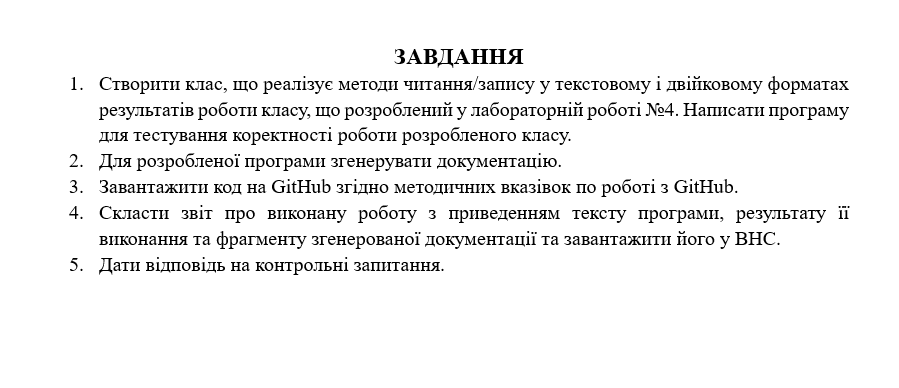 ЗАВДАННЯ
1. Створити клас, що реалізує методи читання/запису у текстовому і двійковому форматах
результатів роботи класу, що розроблений у лабораторній роботі №4. Написати програму
для тестування коректності роботи розробленого класу.
2. Для розробленої програми згенерувати документацію.
3. Завантажити код на GitHub згідно методичних вказівок по роботі з GitHub.
4. Скласти звіт про виконану роботу з приведенням тексту програми, результату її
виконання та фрагменту згенерованої документації та завантажити його у ВНС.
5. Дати відповідь на контрольні запитання.